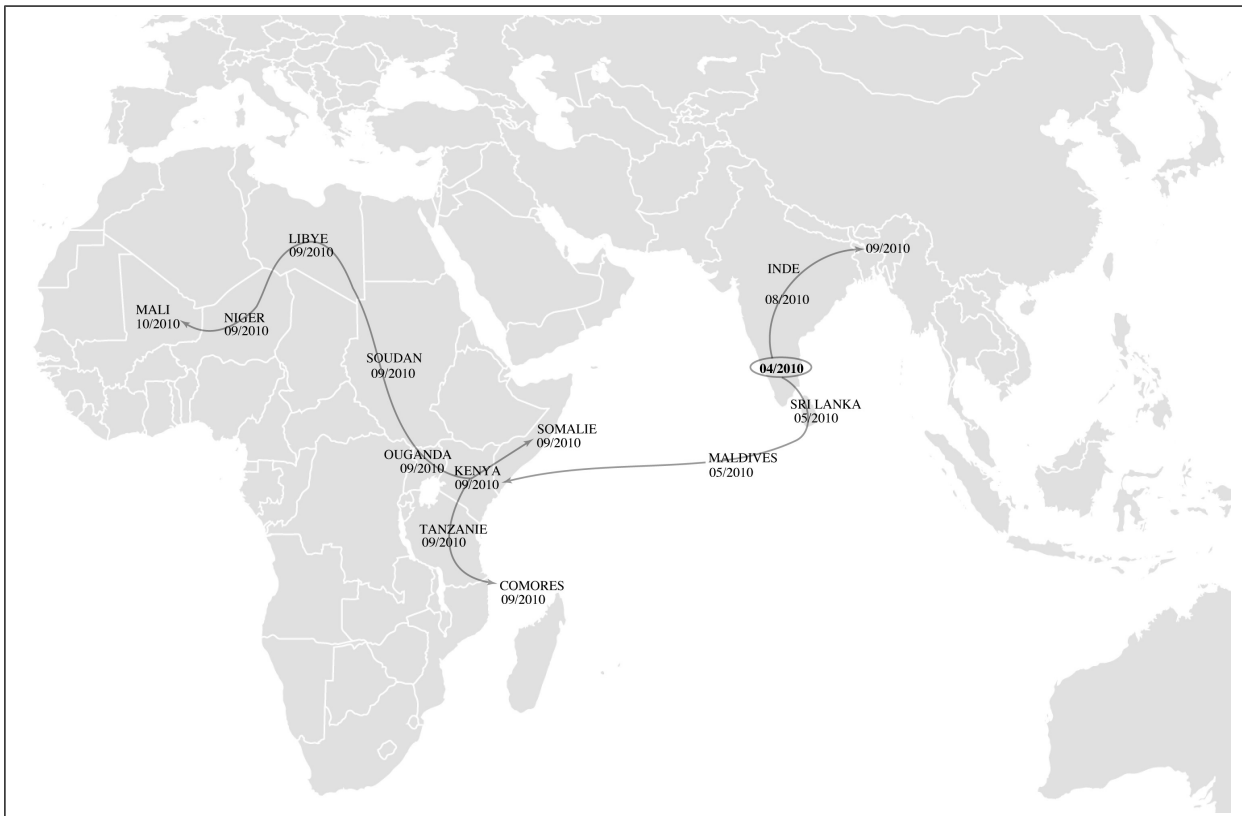 LIBYE
09/2010
09/2010
INDE
08/2010
MALI
10/2010
NIGER
09/2010
SOUDAN
09/2010
04/2010
SRI LANKA
05/2010
SOMALIE
09/2010
OUGANDA
09/2010
KENYA
09/2010
MALDIVES
05/2010
TANZANIE
09/2010
COMORES
09/2010